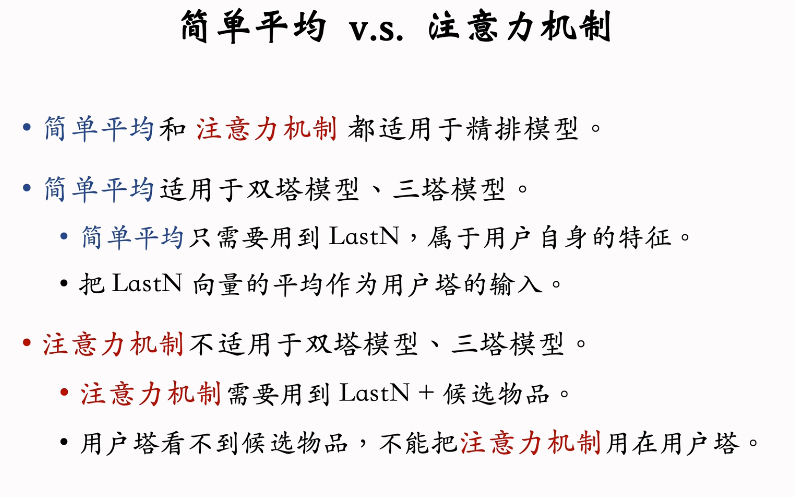 简单平均 v.s. 注意力机制
• 简单平均和 注意力机制 都适用于精排模型。
• 简单平均适用于双塔模型、三塔模型。
• 简单平均只需要用到 LastN，属于用户自身的特征。
• 把 LastN 向量的平均作为用户塔的输入。
• 注意力机制不适用于双塔模型、三塔模型。
• 注意力机制需要用到 LastN + 候选物品。
• 用户塔看不到候选物品，不能把注意力机制用在用户塔。